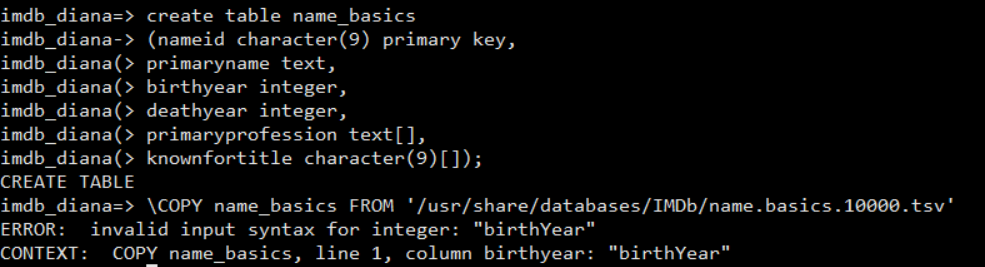 imdb_diana=> create table name_basics
imdb_diana-> (nameid character(9) primary key,
imdb_diana(> primaryname text,
imdb_diana(> birthyear integer,
imdb_diana(> deathyear integer,
imdb_diana(> primaryprofession text[],
imdb_diana(> knownfortitle character(9)[]);
CREATE TABLE
imdb_diana=> \COPY name_basics FROM '/usr/share/databases/IMDb/name.basics.10000.tsv'
ERROR:  invalid input syntax for integer: "birthYear"
CONTEXT:  COPY name_basics, line 1, column birthyear: "birthYear"